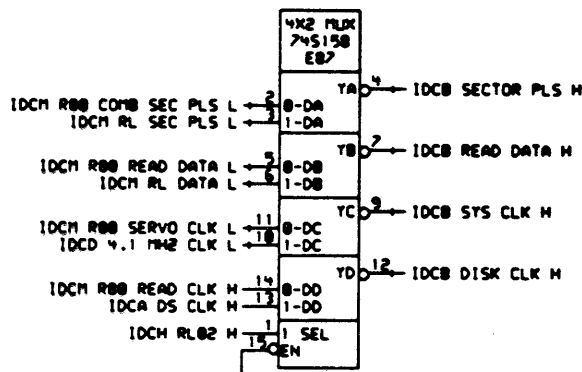 4X2 MUX
74S158
E87
YA 4 IDCB SECTOR PLS H
IDCM R80 COMB SEC PLS L 2 0-DA
IDCM RL SEC PLS L 3 1-DA
YB 7 IDCB READ DATA H
IDCM R80 READ DATA L 5 0-DB
IDCM RL DATA L 6 1-DB
YC 9 IDCB SYS CLK H
IDCM R80 SERVO CLK L 11 0-DC
IDCD 4.1 MHZ CLK L 10 1-DC
YD 12 IDCB DISK CLK H
IDCM R80 READ CLK H 14 0-DD
IDCA DS CLK H 13 1-DD
IDCH RL02 H 1 1 SEL
15 EN